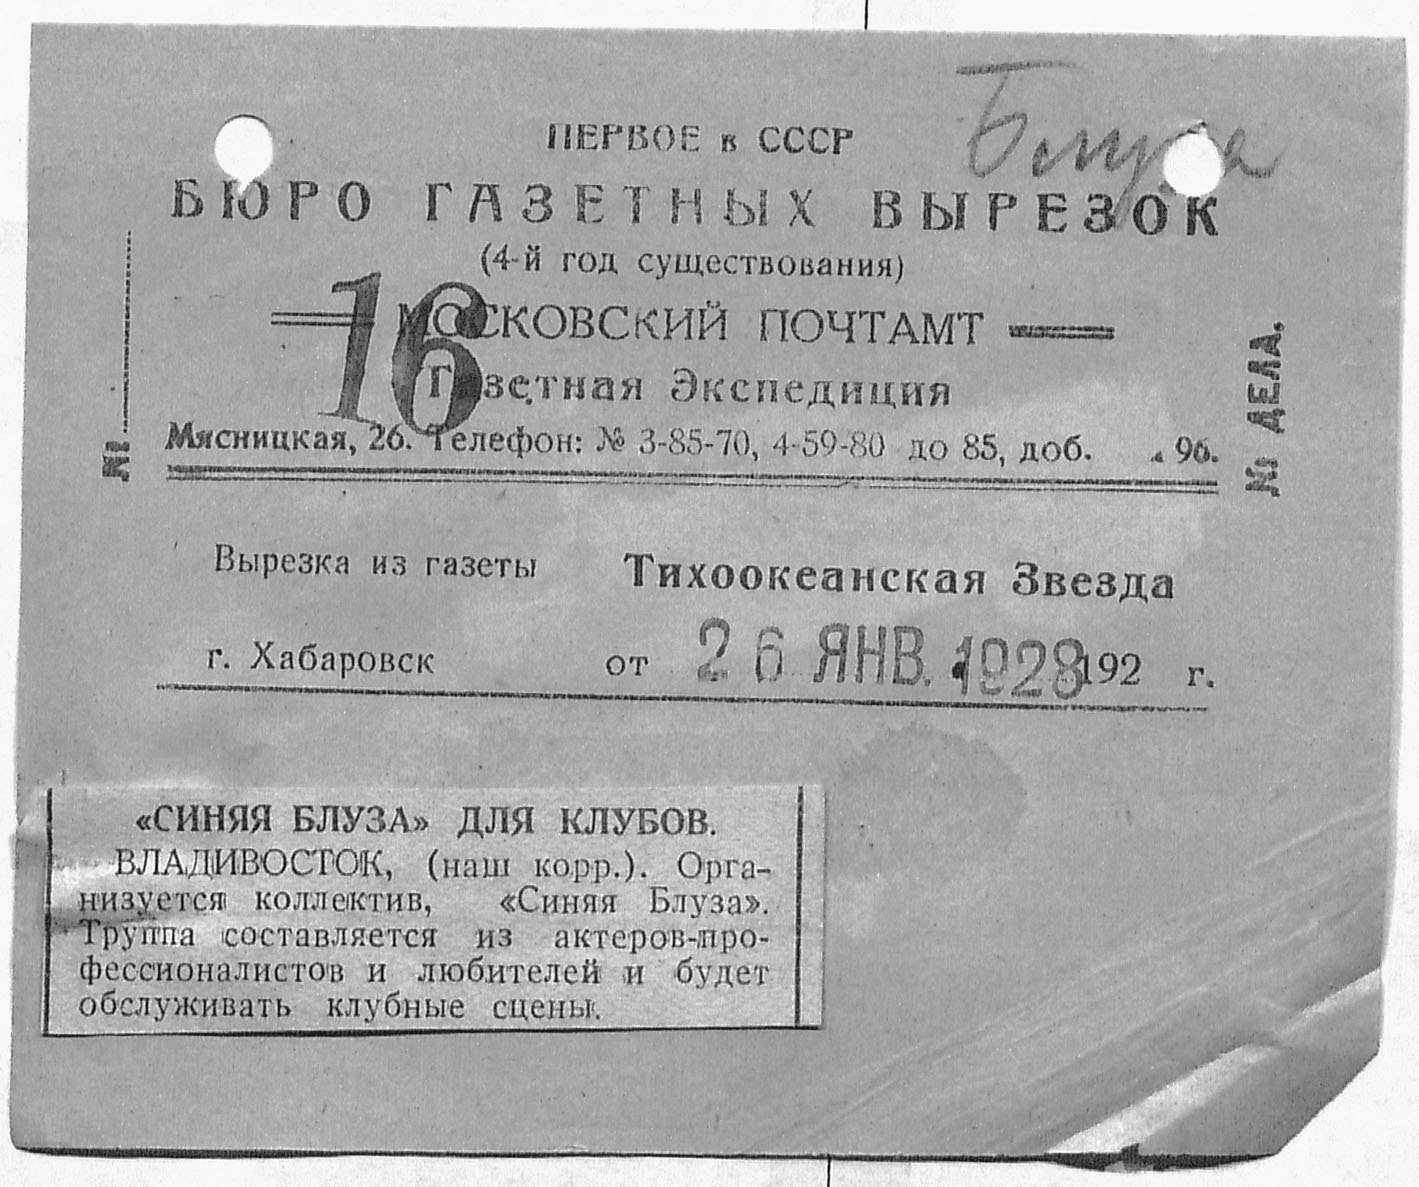 Блуза
ПЕРВОЕ в СССР
БЮРО ГАЗЕТНЫХ ВЫРЕЗОК
(4-й год существования)
16
МОСКОВСКИЙ ПОЧТАМТ
Газетная Экспедиция
Мясницкая, 26. Телефон: № 3-85-70, 4-59-80 до 85, доб. 96.
№
№ ДЕЛА.
Вырезка из газеты Тихоокеанская Звезда
г. Хабаровск от 26 ЯНВ. 1928 192 г.
«СИНЯЯ БЛУЗА» ДЛЯ КЛУБОВ.
ВЛАДИВОСТОК, (наш корр.). Орга-
низуется коллектив, «Синяя Блуза».
Труппа составляется из актеров-про-
фессионалистов и любителей и будет
обслуживать клубные сцены.